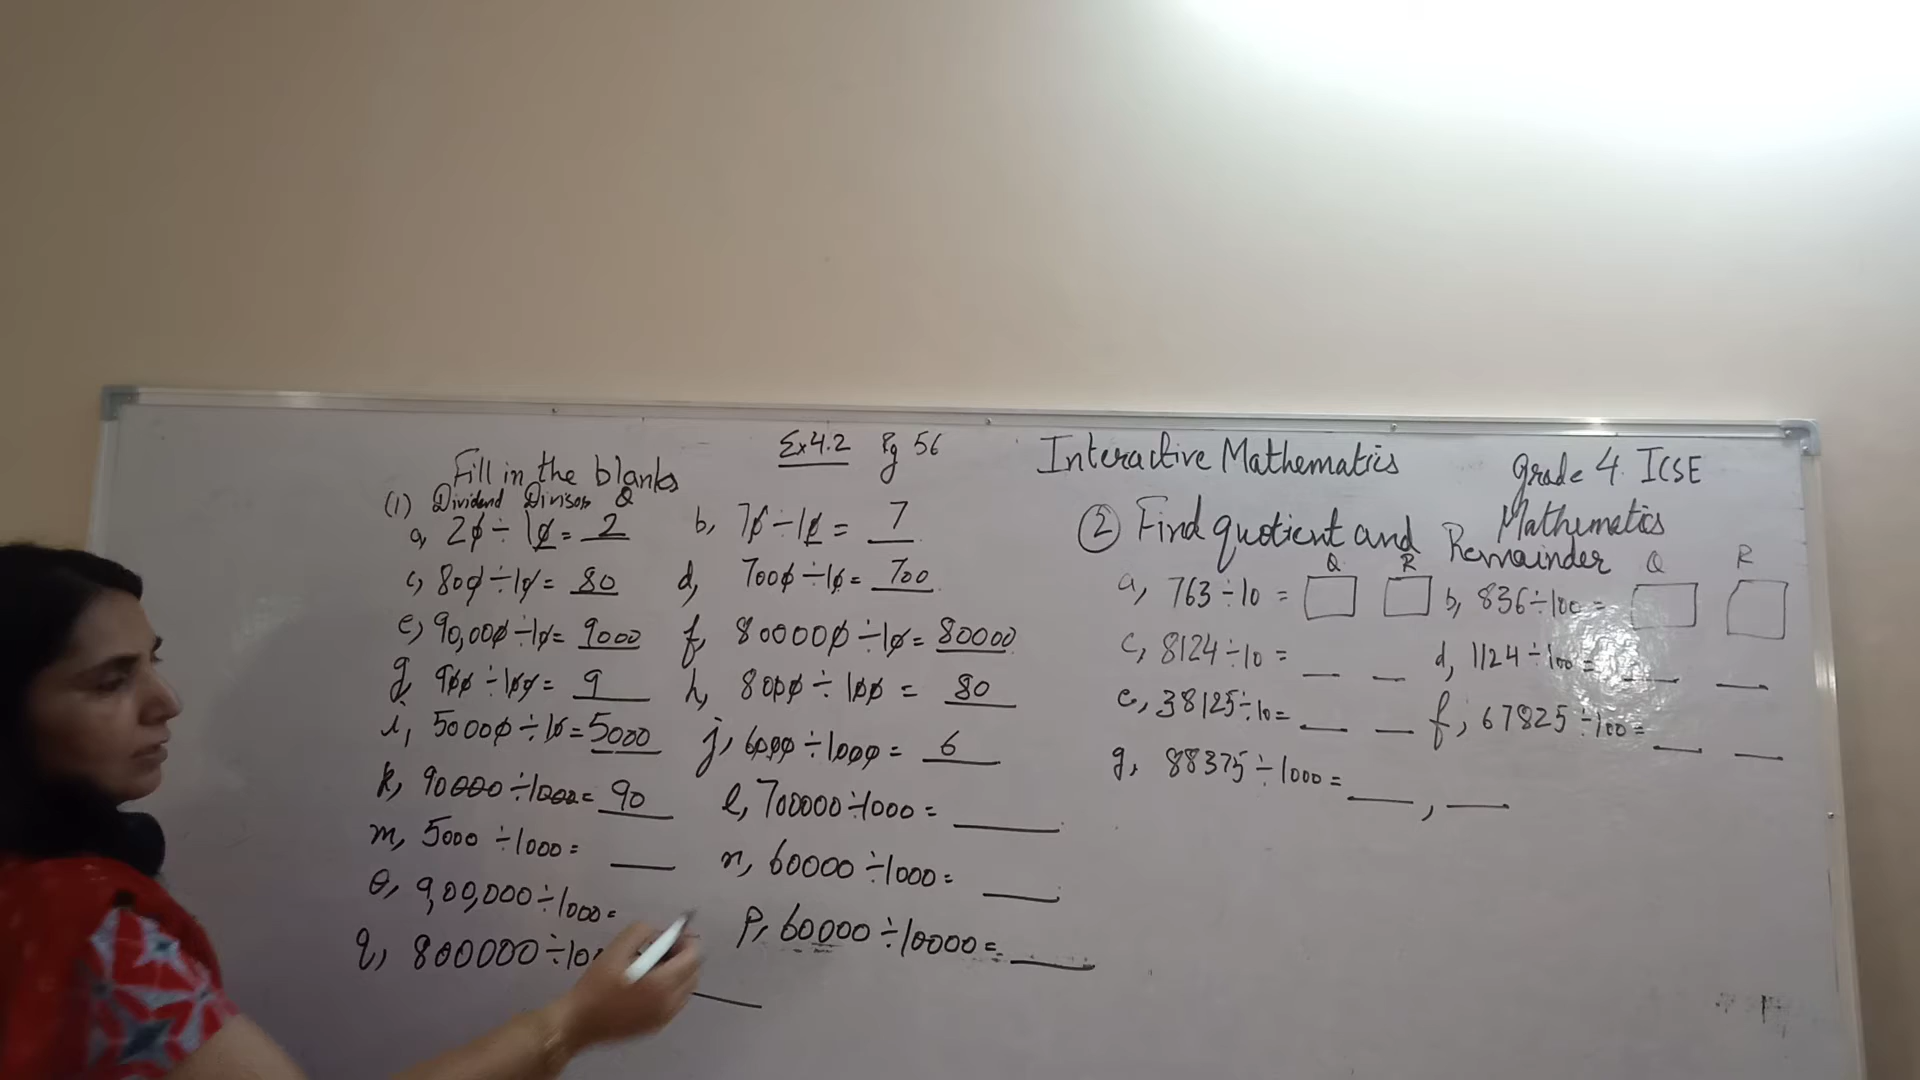 Ex 4.2 Pg 56
Interactive Mathematics
Grade 4 ICSE
Mathematics
Fill in the blanks
(1) Dividend Divisor Q
a, 20 ÷ 10 = 2
b, 70 ÷ 10 = 7
c, 800 ÷ 10 = 80
d, 7000 ÷ 10 = 700
e, 90,000 ÷ 10 = 9000
f, 800000 ÷ 10 = 80000
g, 900 ÷ 100 = 9
h, 8000 ÷ 100 = 80
i, 50000 ÷ 10 = 5000
j, 6000 ÷ 1000 = 6
k, 90000 ÷ 1000 = 90
l, 700000 ÷ 1000 =
m, 5000 ÷ 1000 =
n, 60000 ÷ 1000 =
o, 9,00,000 ÷ 1000 =
p, 60000 ÷ 10000 =
q, 800000 ÷
② Find quotient and Remainder
Q R Q R
a, 763 ÷ 10 =
b, 836 ÷ 100 =
c, 8124 ÷ 10 =
d, 1124 ÷ 100 =
e, 38125 ÷ 10 =
f, 67825 ÷ 100 =
g, 88375 ÷ 1000 = ,